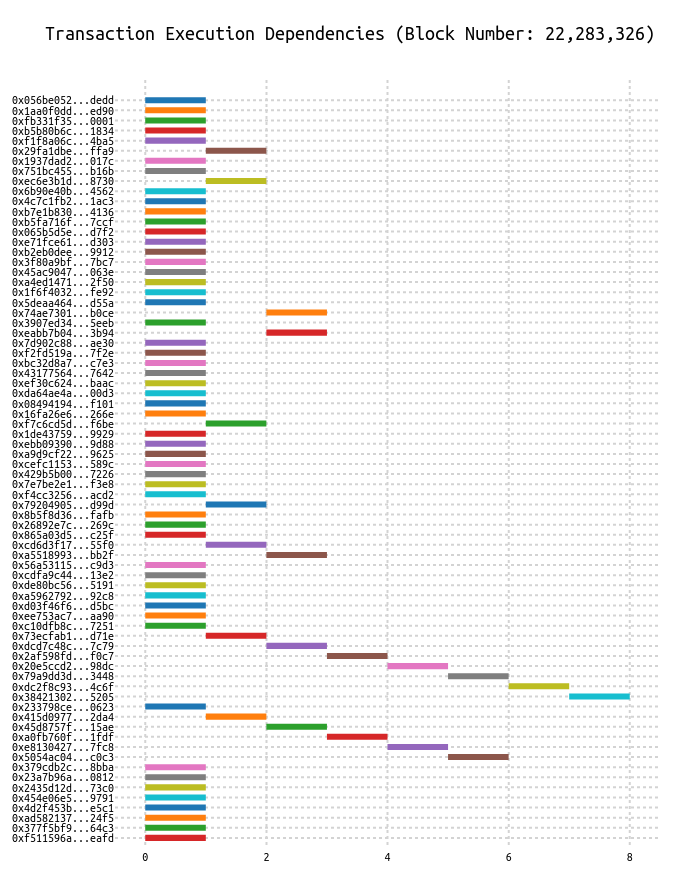 Transaction Execution Dependencies (Block Number: 22,283,326)
0x056be052...dedd
0x1aa0f0dd...ed90
0xfb331f35...0001
0xb5b80b6c...1834
0xf1f8a06c...4ba5
0x29fa1dbe...ffa9
0x1937dad2...017c
0x751bc455...b16b
0xec6e3b1d...8730
0x6b90e40b...4562
0x4c7c1fb2...1ac3
0xb7e1b830...4136
0xb5fa716f...7ccf
0x065b5d5e...d7f2
0xe71fce61...d303
0xb2eb0dee...9912
0x3f80a9bf...7bc7
0x45ac9047...063e
0xa4ed1471...2f50
0x1f6f4032...fe92
0x5deaa464...d55a
0x74ae7301...b0ce
0x3907ed34...5eeb
0xeabb7b04...3b94
0x7d902c88...ae30
0xf2fd519a...7f2e
0xbc32d8a7...c7e3
0x43177564...7642
0xef30c624...baac
0xda64ae4a...00d3
0x08494194...f101
0x16fa26e6...266e
0xf7c6cd5d...f6be
0x1de43759...9929
0xebb09390...9d88
0xa9d9cf22...9625
0xcefc1153...589c
0x429b5b00...7226
0x7e7be2e1...f3e8
0xf4cc3256...acd2
0x79204905...d99d
0x8b5f8d36...fafb
0x26892e7c...269c
0x865a03d5...c25f
0xcd6d3f17...55f0
0xa5518993...bb2f
0x56a53115...c9d3
0xcdfa9c44...13e2
0xde80bc56...5191
0xa5962792...92c8
0xd03f46f6...d5bc
0xee753ac7...aa90
0xc10dfb8c...7251
0x73ecfab1...d71e
0xdcd7c48c...7c79
0x2af598fd...f0c7
0x20e5ccd2...98dc
0x79a9dd3d...3448
0xdc2f8c93...4c6f
0x38421302...5205
0x233798ce...0623
0x415d0977...2da4
0x45d8757f...15ae
0xa0fb760f...1fdf
0xe8130427...7fc8
0x5054ac04...c0c3
0x379cdb2c...8bba
0x23a7b96a...0812
0x2435d12d...73c0
0x454e06e5...9791
0x4d2f453b...e5c1
0xad582137...24f5
0x377f5bf9...64c3
0xf511596a...eafd
0 2 4 6 8